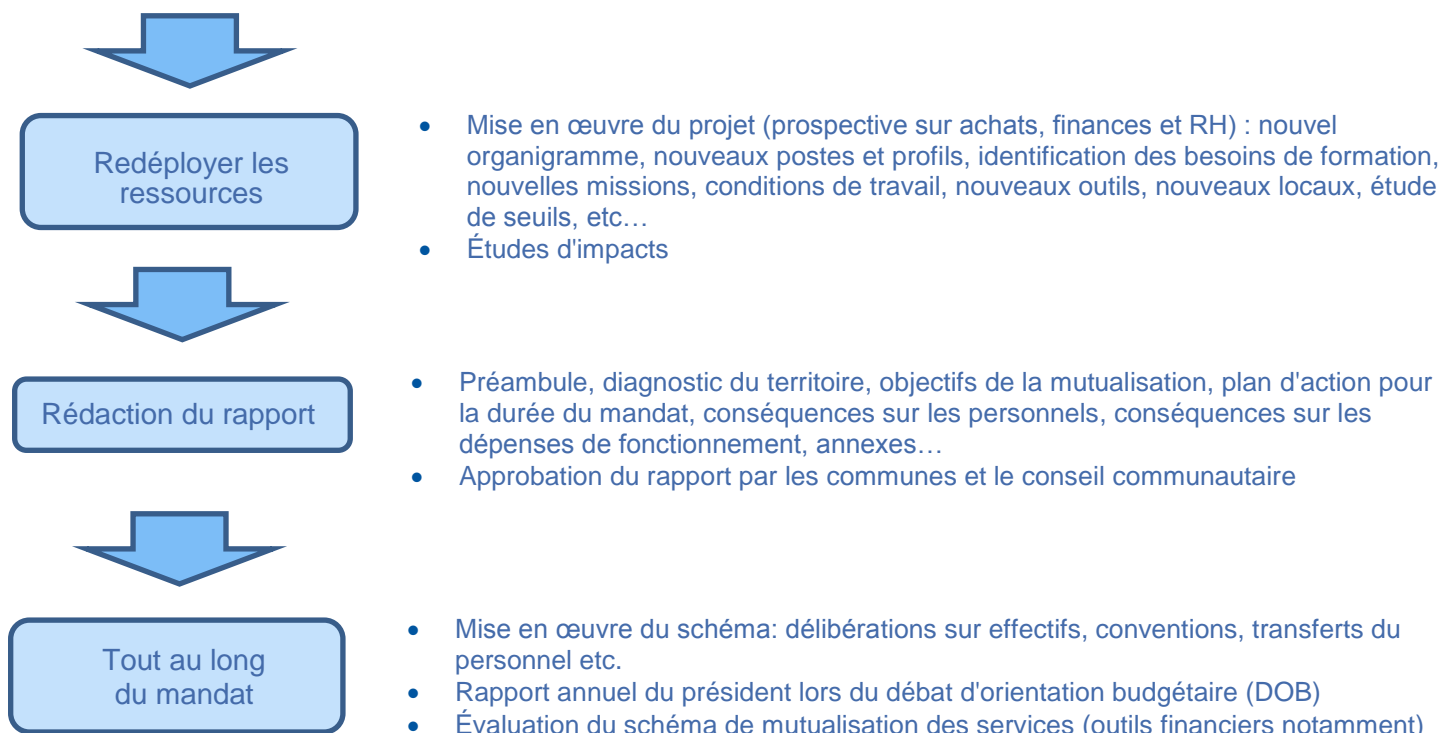 Redéployer les
ressources
• Mise en œuvre du projet (prospective sur achats, finances et RH) : nouvel
organigramme, nouveaux postes et profils, identification des besoins de formation,
nouvelles missions, conditions de travail, nouveaux outils, nouveaux locaux, étude
de seuils, etc…
• Études d'impacts
Rédaction du rapport
• Préambule, diagnostic du territoire, objectifs de la mutualisation, plan d'action pour
la durée du mandat, conséquences sur les personnels, conséquences sur les
dépenses de fonctionnement, annexes…
• Approbation du rapport par les communes et le conseil communautaire
Tout au long
du mandat
• Mise en œuvre du schéma: délibérations sur effectifs, conventions, transferts du
personnel etc.
• Rapport annuel du président lors du débat d'orientation budgétaire (DOB)
• Évaluation du schéma de mutualisation des services (outils financiers notamment)